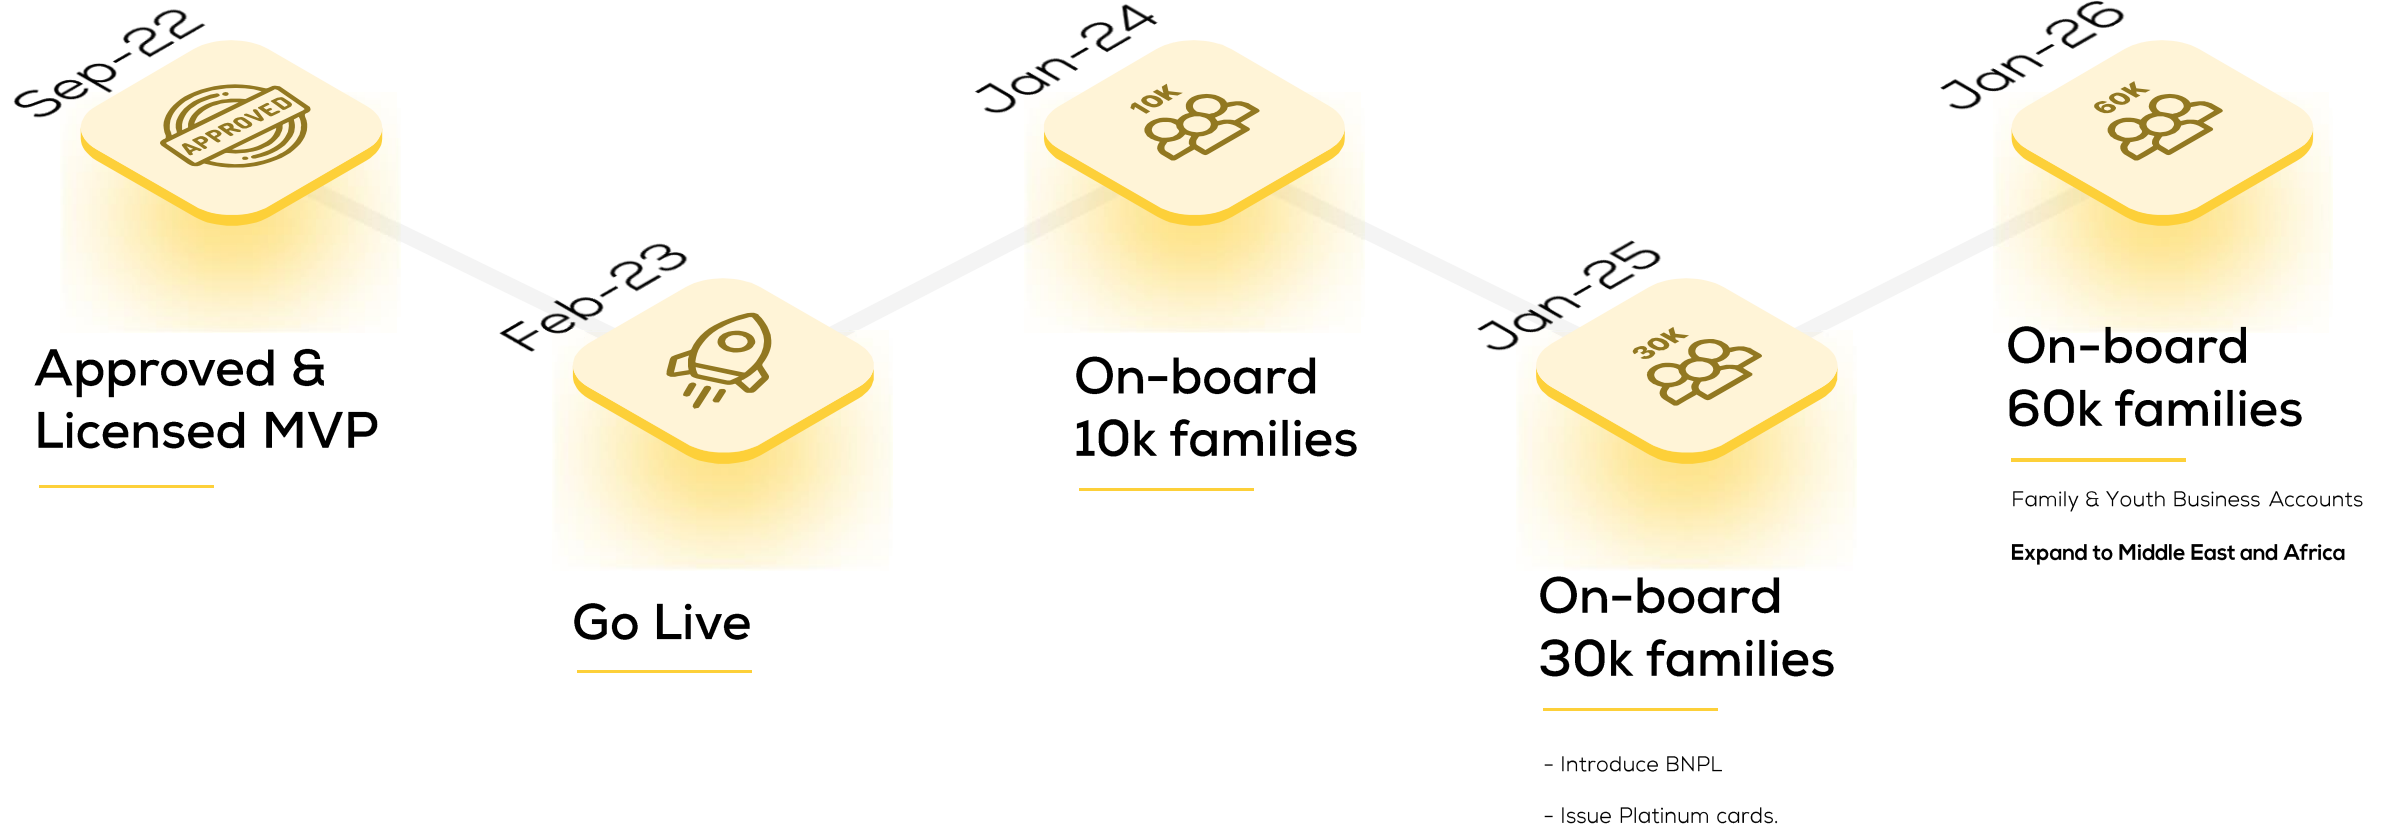 Sep-22
APPROVED
Approved &
Licensed MVP
Feb-23
Go Live
Jan-24
10K
On-board
10k families
Jan-25
30K
On-board
30k families
- Introduce BNPL
- Issue Platinum cards.
Jan-26
60K
On-board
60k families
Family & Youth Business Accounts
Expand to Middle East and Africa